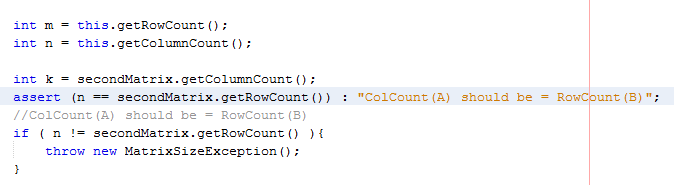 int m = this.getRowCount();
int n = this.getColumnCount();
int k = secondMatrix.getColumnCount();
assert (n == secondMatrix.getRowCount()) : "ColCount(A) should be = RowCount(B)";
//ColCount(A) should be = RowCount(B)
if ( n != secondMatrix.getRowCount() ){
throw new MatrixSizeException();
}